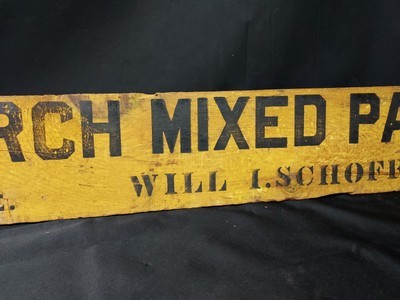 RCH MIXED PA
E. WILL I. SCHOFF